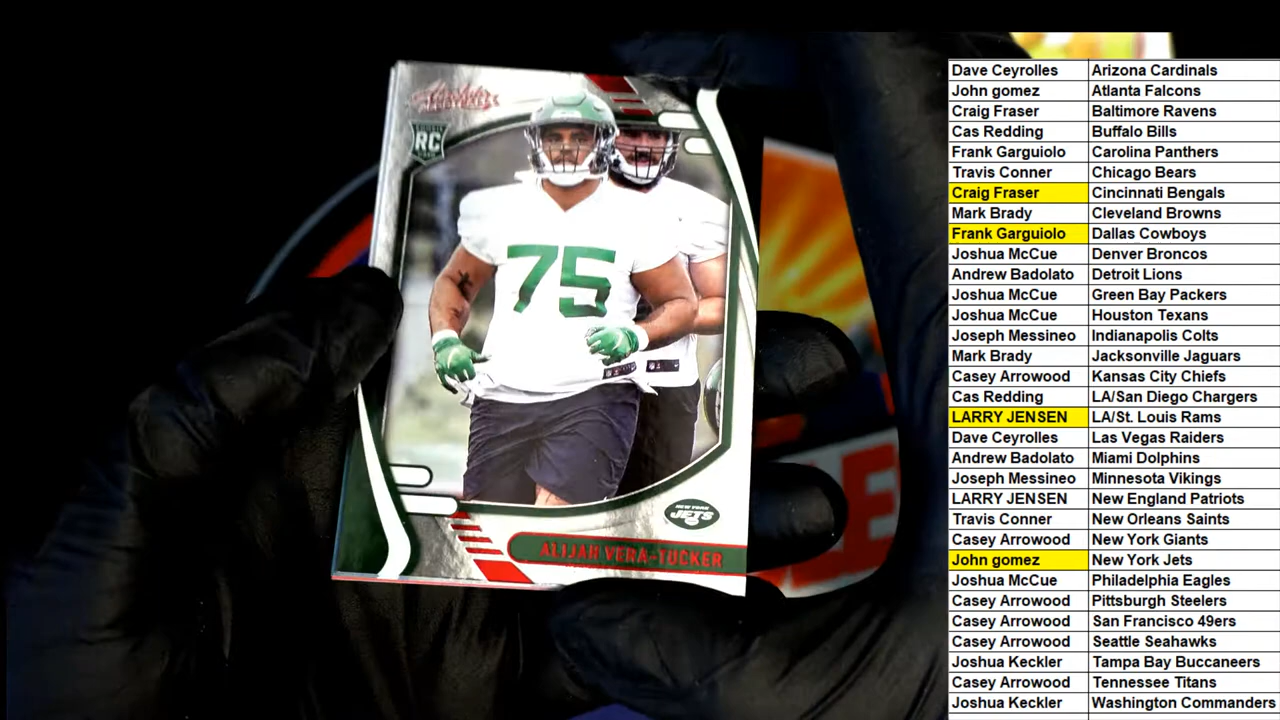 Absolute
FOOTBALL
ROOKIE
RC
75
NEW YORK
JETS
ALIJAH VERA-TUCKER
Dave Ceyrolles Arizona Cardinals
John gomez Atlanta Falcons
Craig Fraser Baltimore Ravens
Cas Redding Buffalo Bills
Frank Garguiolo Carolina Panthers
Travis Conner Chicago Bears
Craig Fraser Cincinnati Bengals
Mark Brady Cleveland Browns
Frank Garguiolo Dallas Cowboys
Joshua McCue Denver Broncos
Andrew Badolato Detroit Lions
Joshua McCue Green Bay Packers
Joshua McCue Houston Texans
Joseph Messineo Indianapolis Colts
Mark Brady Jacksonville Jaguars
Casey Arrowood Kansas City Chiefs
Cas Redding LA/San Diego Chargers
LARRY JENSEN LA/St. Louis Rams
Dave Ceyrolles Las Vegas Raiders
Andrew Badolato Miami Dolphins
Joseph Messineo Minnesota Vikings
LARRY JENSEN New England Patriots
Travis Conner New Orleans Saints
Casey Arrowood New York Giants
John gomez New York Jets
Joshua McCue Philadelphia Eagles
Casey Arrowood Pittsburgh Steelers
Casey Arrowood San Francisco 49ers
Casey Arrowood Seattle Seahawks
Joshua Keckler Tampa Bay Buccaneers
Casey Arrowood Tennessee Titans
Joshua Keckler Washington Commanders